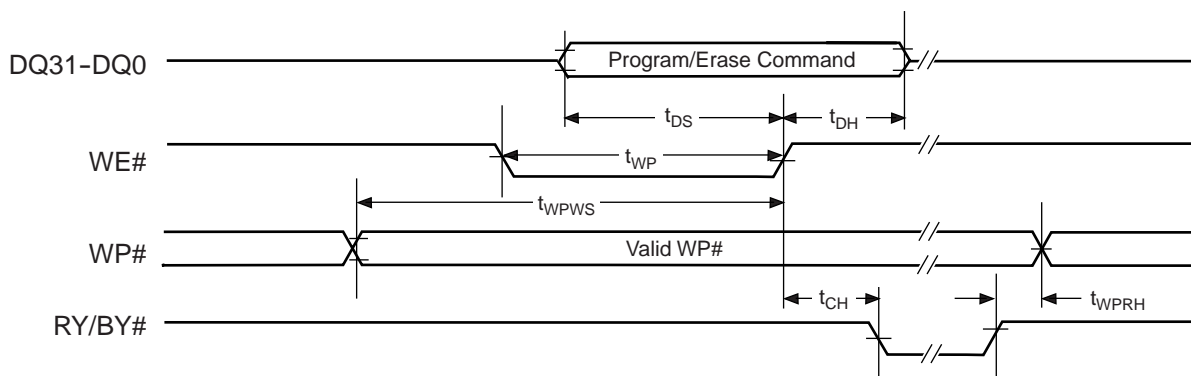 DQ31-DQ0
Program/Erase Command
tDS
tDH
WE#
tWP
tWPWS
WP#
Valid WP#
tCH
tWPRH
RY/BY#